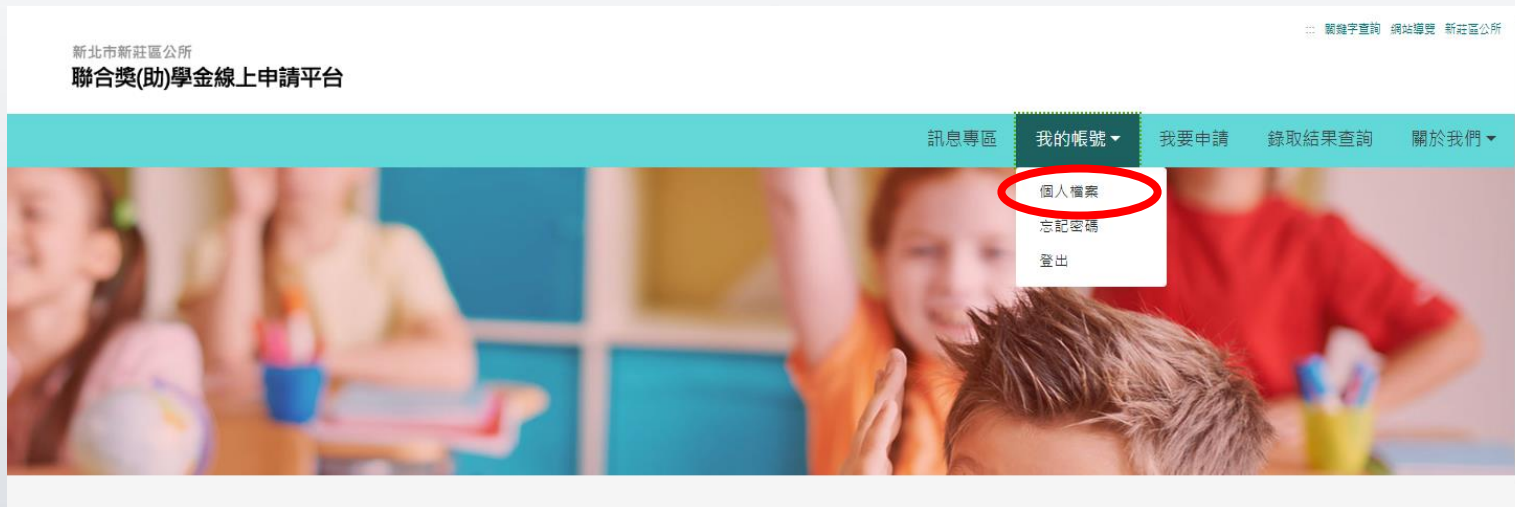 ::: 關鍵字查詢 網站導覽 新莊區公所
新北市新莊區公所
聯合獎(助)學金線上申請平台
訊息專區 我的帳號 我要申請 錄取結果查詢 關於我們
個人檔案
忘記密碼
登出